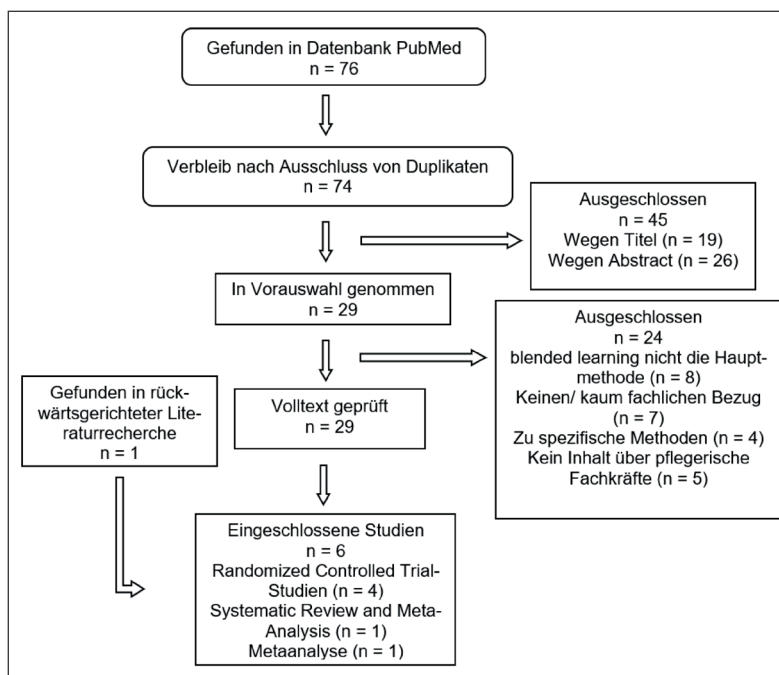 Gefunden in Datenbank PubMed
n = 76
Verbleib nach Ausschluss von Duplikaten
n = 74
Ausgeschlossen
n = 45
Wegen Titel (n = 19)
Wegen Abstract (n = 26)
In Vorauswahl genommen
n = 29
Ausgeschlossen
n = 24
blended learning nicht die Haupt-
methode (n = 8)
Keinen/ kaum fachlichen Bezug
(n = 7)
Zu spezifische Methoden (n = 4)
Kein Inhalt über pflegerische
Fachkräfte (n = 5)
Gefunden in rück-
wärtsgerichteter Lite-
raturrecherche
n = 1
Volltext geprüft
n = 29
Eingeschlossene Studien
n = 6
Randomized Controlled Trial-
Studien (n = 4)
Systematic Review and Meta-
Analysis (n = 1)
Metaanalyse (n = 1)